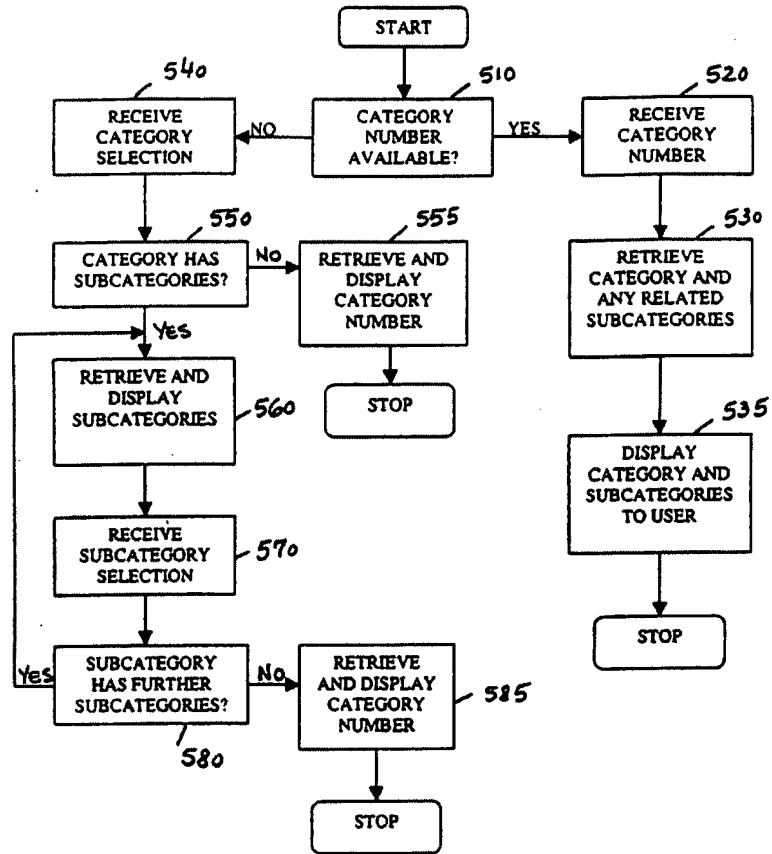 START
540
510
520
RECEIVE
CATEGORY
SELECTION
NO
CATEGORY
NUMBER
AVAILABLE?
YES
RECEIVE
CATEGORY
NUMBER
550
555
530
CATEGORY HAS
SUBCATEGORIES?
NO
RETRIEVE AND
DISPLAY
CATEGORY
NUMBER
RETRIEVE
CATEGORY AND
ANY RELATED
SUBCATEGORIES
YES
RETRIEVE AND
DISPLAY
SUBCATEGORIES
560
STOP
535
DISPLAY
CATEGORY AND
SUBCATEGORIES
TO USER
RECEIVE
SUBCATEGORY
SELECTION
570
STOP
YES
SUBCATEGORY
HAS FURTHER
SUBCATEGORIES?
NO
RETRIEVE
AND DISPLAY
CATEGORY
NUMBER
585
580
STOP